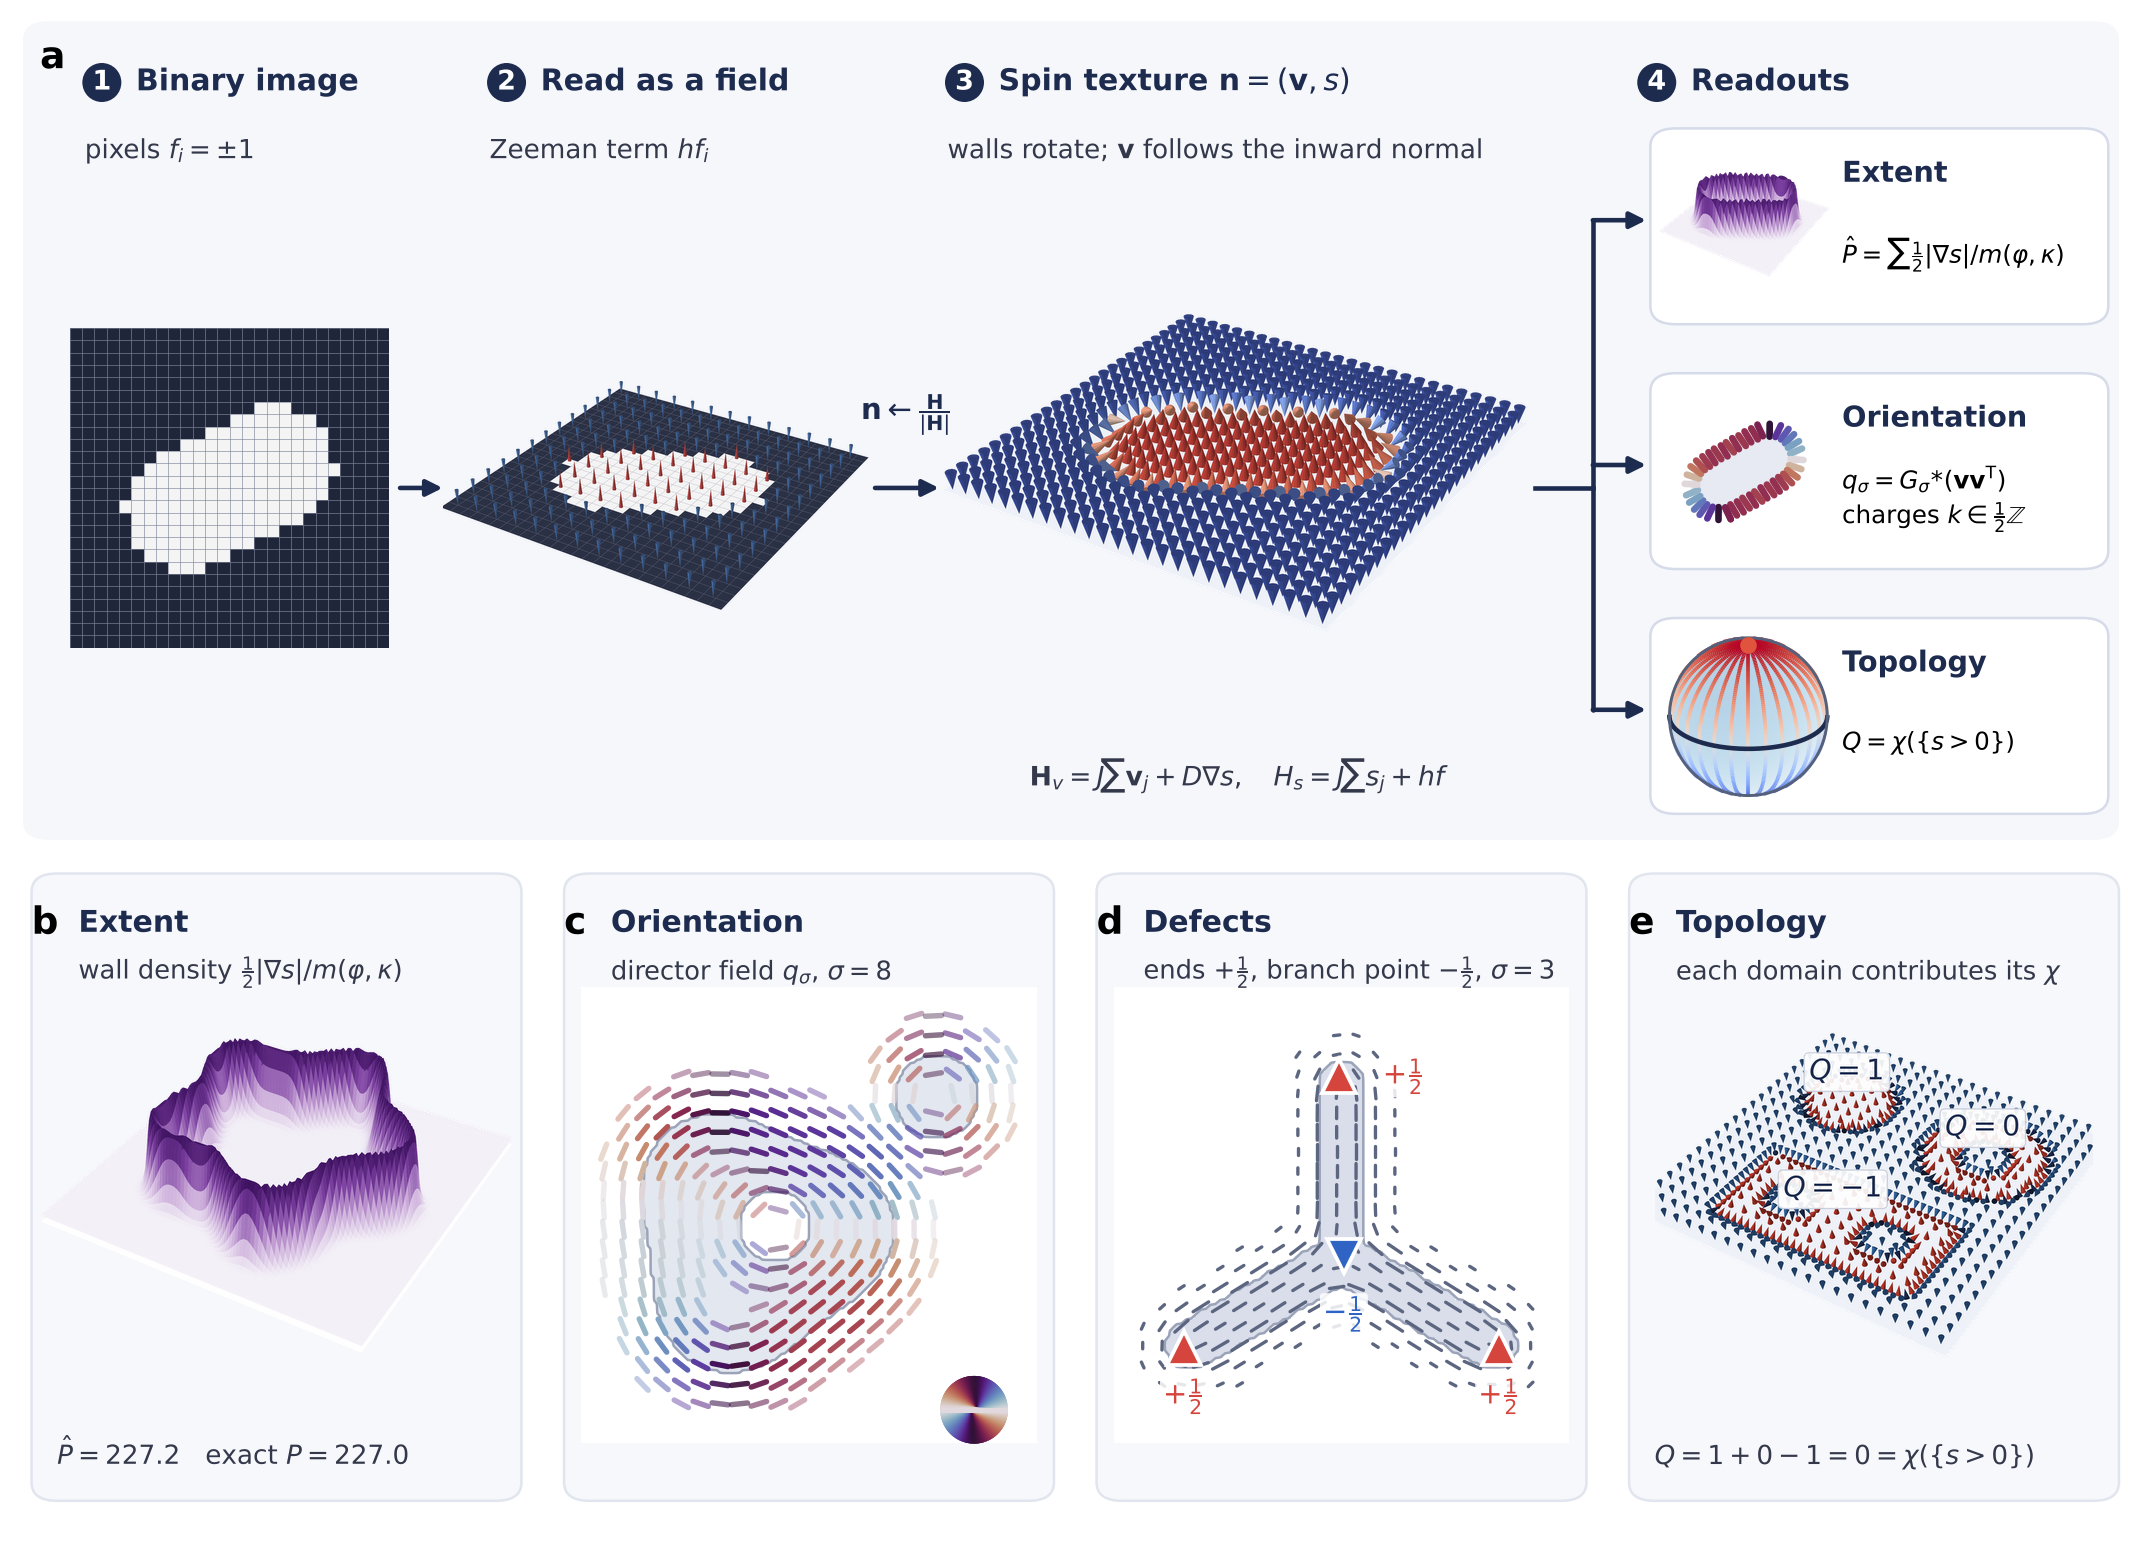 a
1 Binary image
pixels fᵢ = ±1
2 Read as a field
Zeeman term hfᵢ
3 Spin texture n = (v, s)
walls rotate; v follows the inward normal
4 Readouts
n ← H/|H|
H_v = J∑v_j + D∇s, H_s = J∑s_j + hf
Extent
P̂ = ∑½|∇s|/m(φ, κ)
Orientation
q_σ = G_σ*(vvᵀ)
charges k ∈ ½ℤ
Topology
Q = χ({s > 0})
b Extent
wall density ½|∇s|/m(φ, κ)
P̂ = 227.2 exact P = 227.0
c Orientation
director field q_σ, σ = 8
d Defects
ends +½, branch point −½, σ = 3
+½
−½
+½
+½
e Topology
each domain contributes its χ
Q = 1
Q = 0
Q = −1
Q = 1 + 0 − 1 = 0 = χ({s > 0})